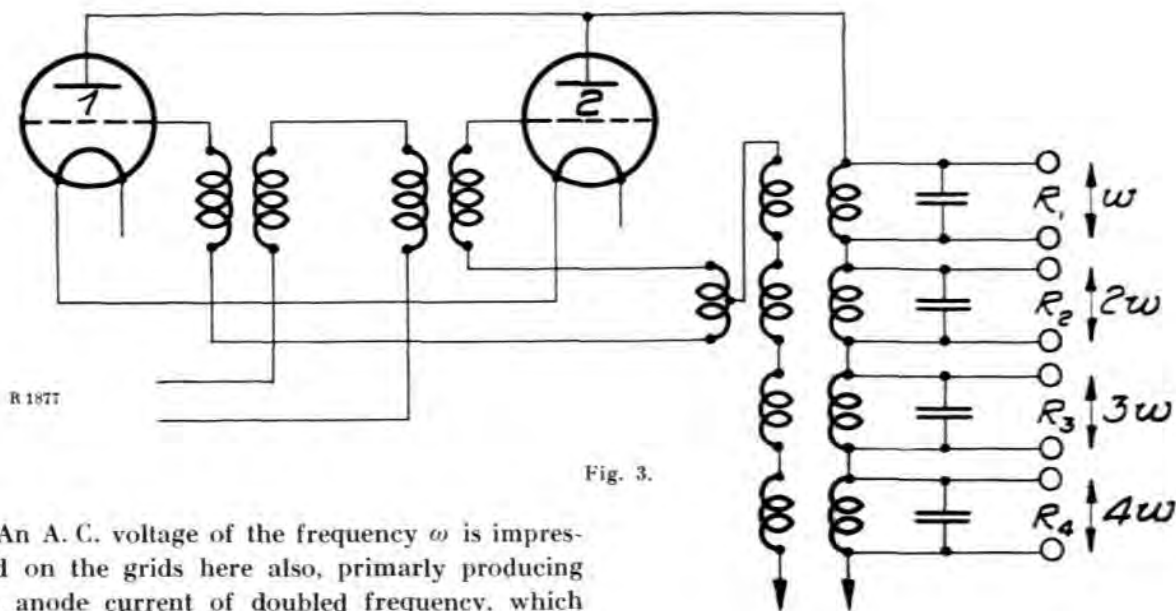 1
2
R₁ ω
R₂ 2ω
R₃ 3ω
R₄ 4ω
R 1877
Fig. 3.
An A. C. voltage of the frequency ω is impres-
d on the grids here also, primarly producing
anode current of doubled frequency, which